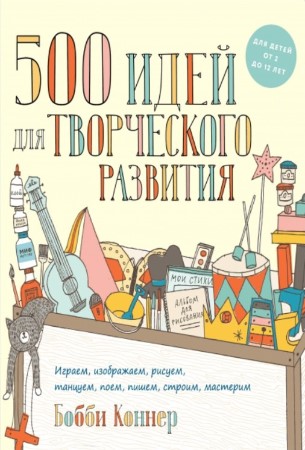 500 ИДЕЙ
ДЛЯ ДЕТЕЙ
ОТ 2
ДО 12 ЛЕТ
ДЛЯ ТВОРЧЕСКОГО
РАЗВИТИЯ
МОИ СТИХИ
АЛЬБОМ ДЛЯ
РИСОВАНИЯ
Играем, изображаем, рисуем,
танцуем, поем, пишем, строим, мастерим
Бобби Коннер